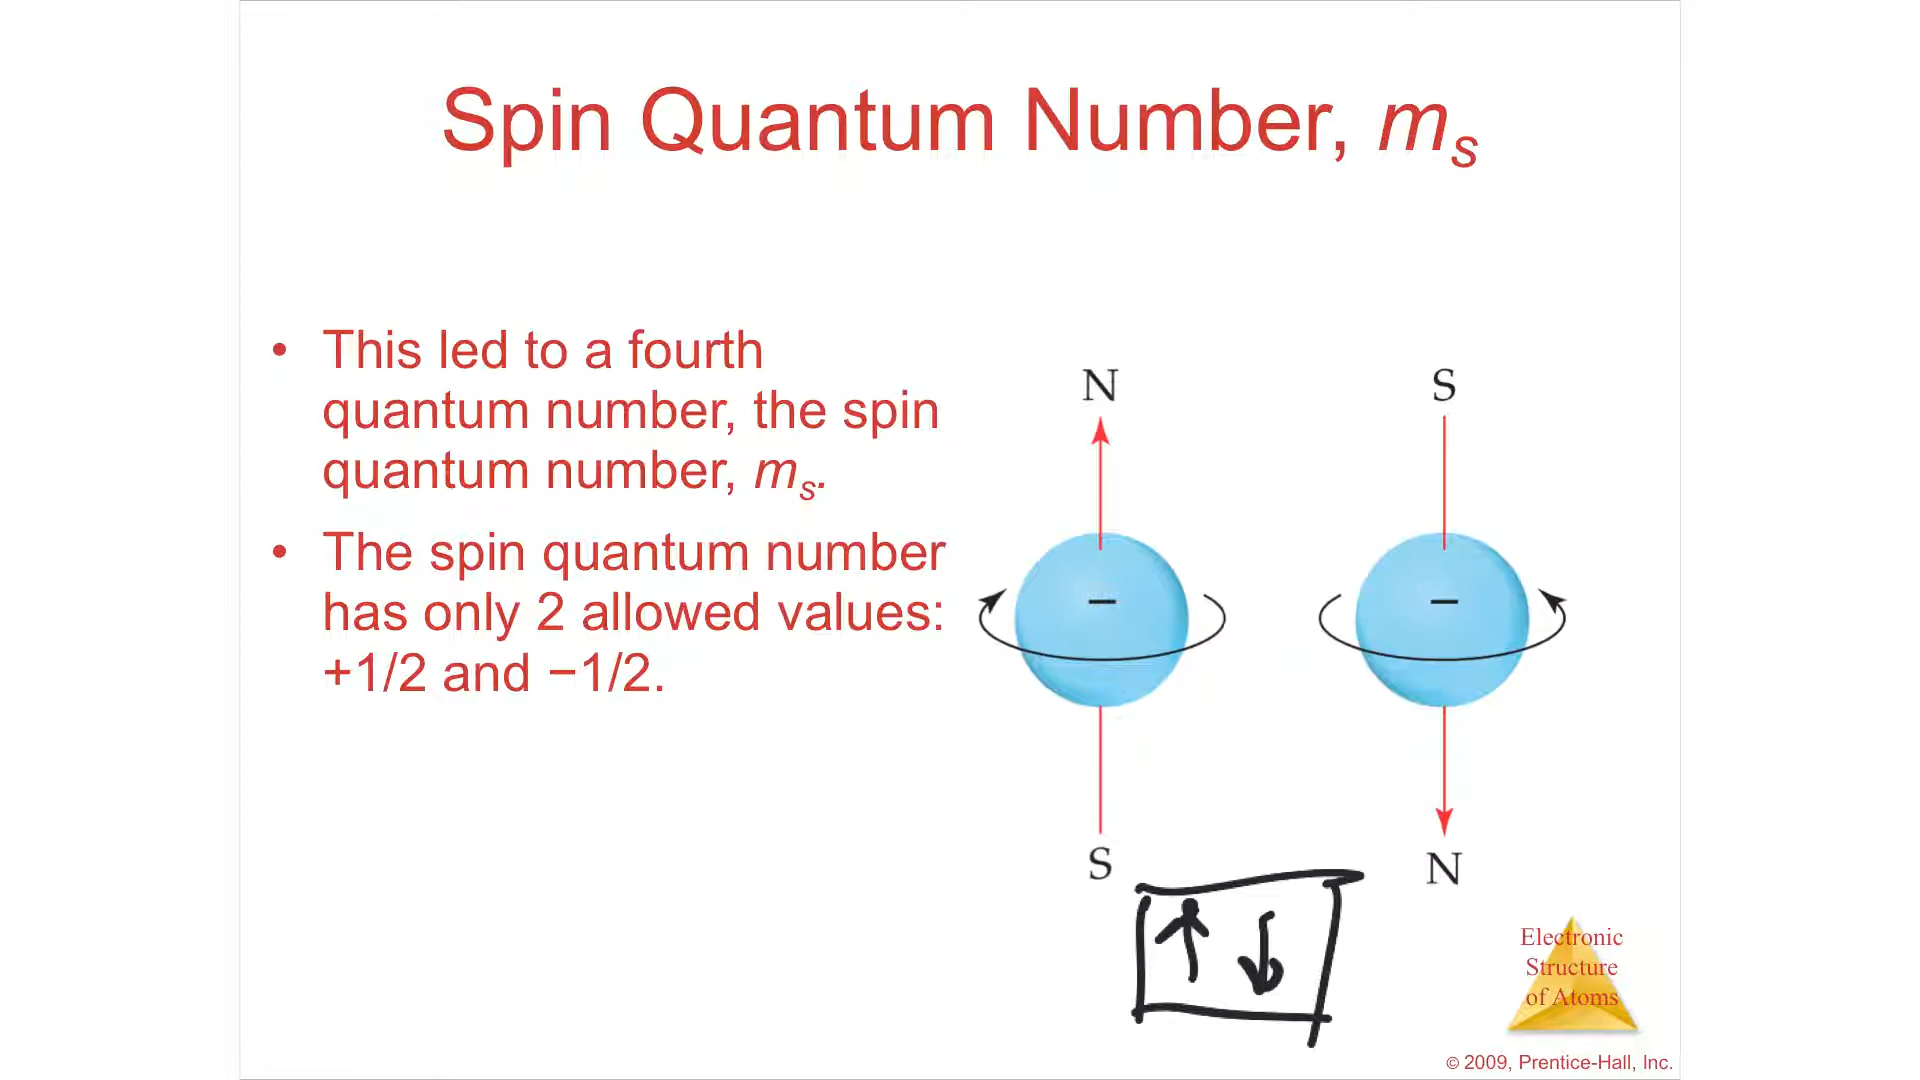 Spin Quantum Number, mₛ
• This led to a fourth
quantum number, the spin
quantum number, mₛ.
• The spin quantum number
has only 2 allowed values:
+1/2 and −1/2.
N
S
−
−
S
N
↑ ↓
Electronic
Structure
of Atoms
© 2009, Prentice-Hall, Inc.